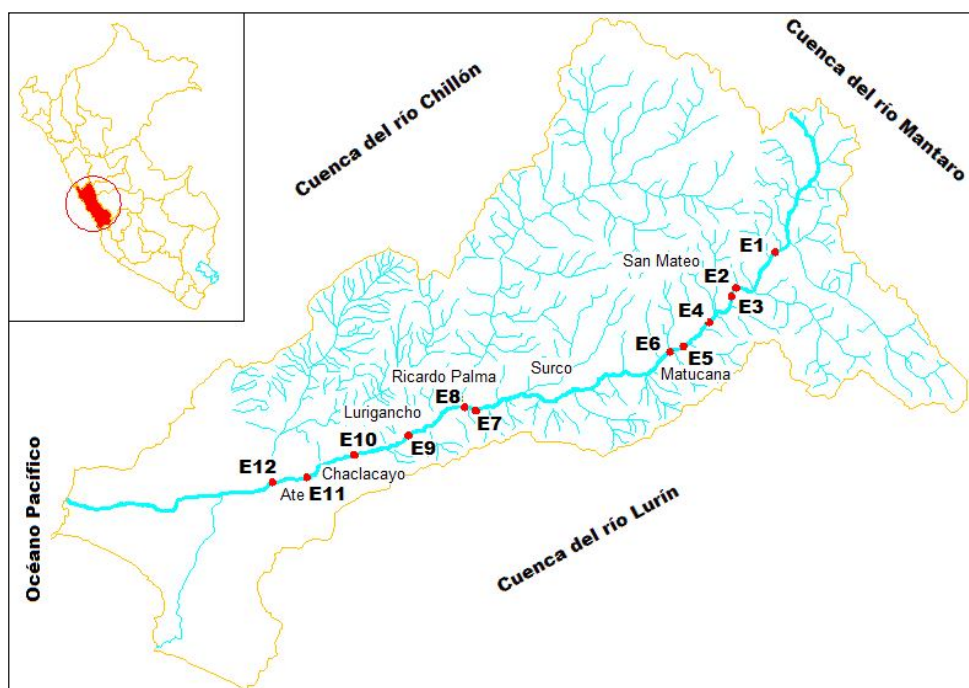 Cuenca del río Chillón
Cuenca del río Mantaro
E1
San Mateo
E2
E3
E4
E6
E5
Matucana
Surco
Ricardo Palma
E8
E7
Lurigancho
E10
E9
E12
Chaclacayo
Ate E11
Océano Pacífico
Cuenca del río Lurín